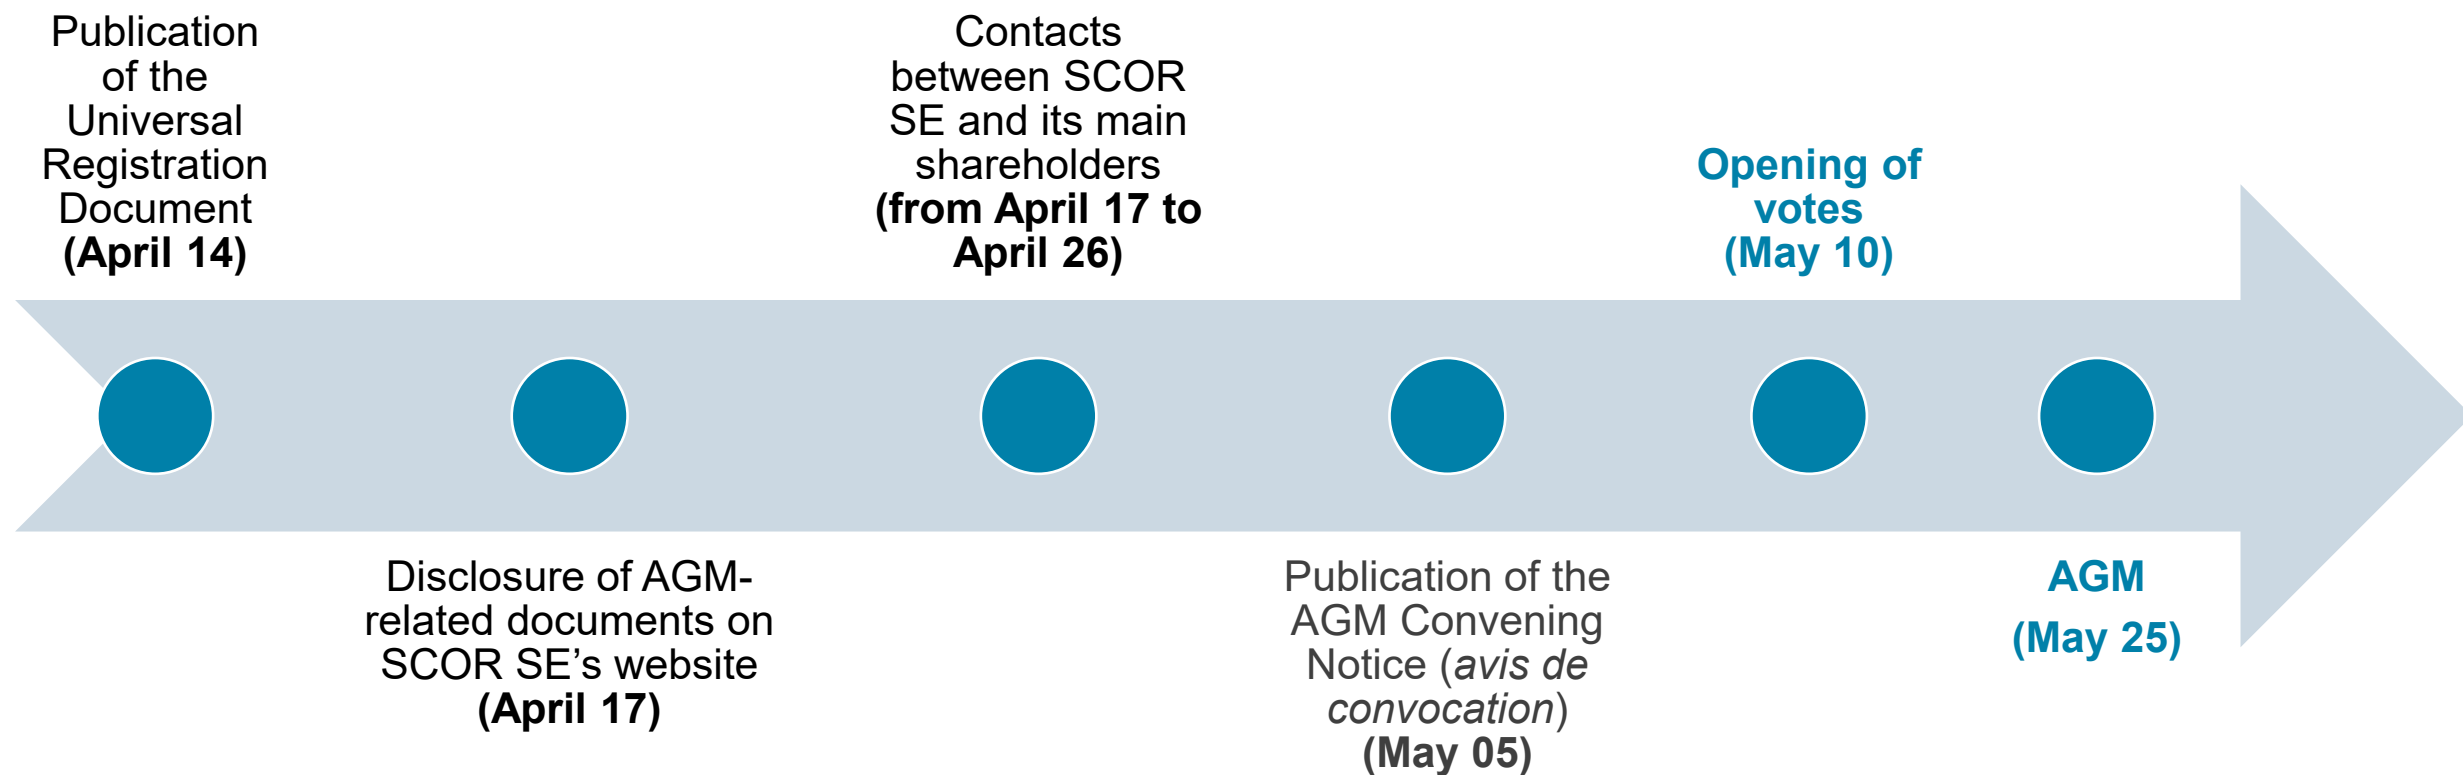 Publication
of the
Universal
Registration
Document
(April 14)
Disclosure of AGM-
related documents on
SCOR SE’s website
(April 17)
Contacts
between SCOR
SE and its main
shareholders
(from April 17 to
April 26)
Publication of the
AGM Convening
Notice (avis de
convocation)
(May 05)
Opening of
votes
(May 10)
AGM
(May 25)